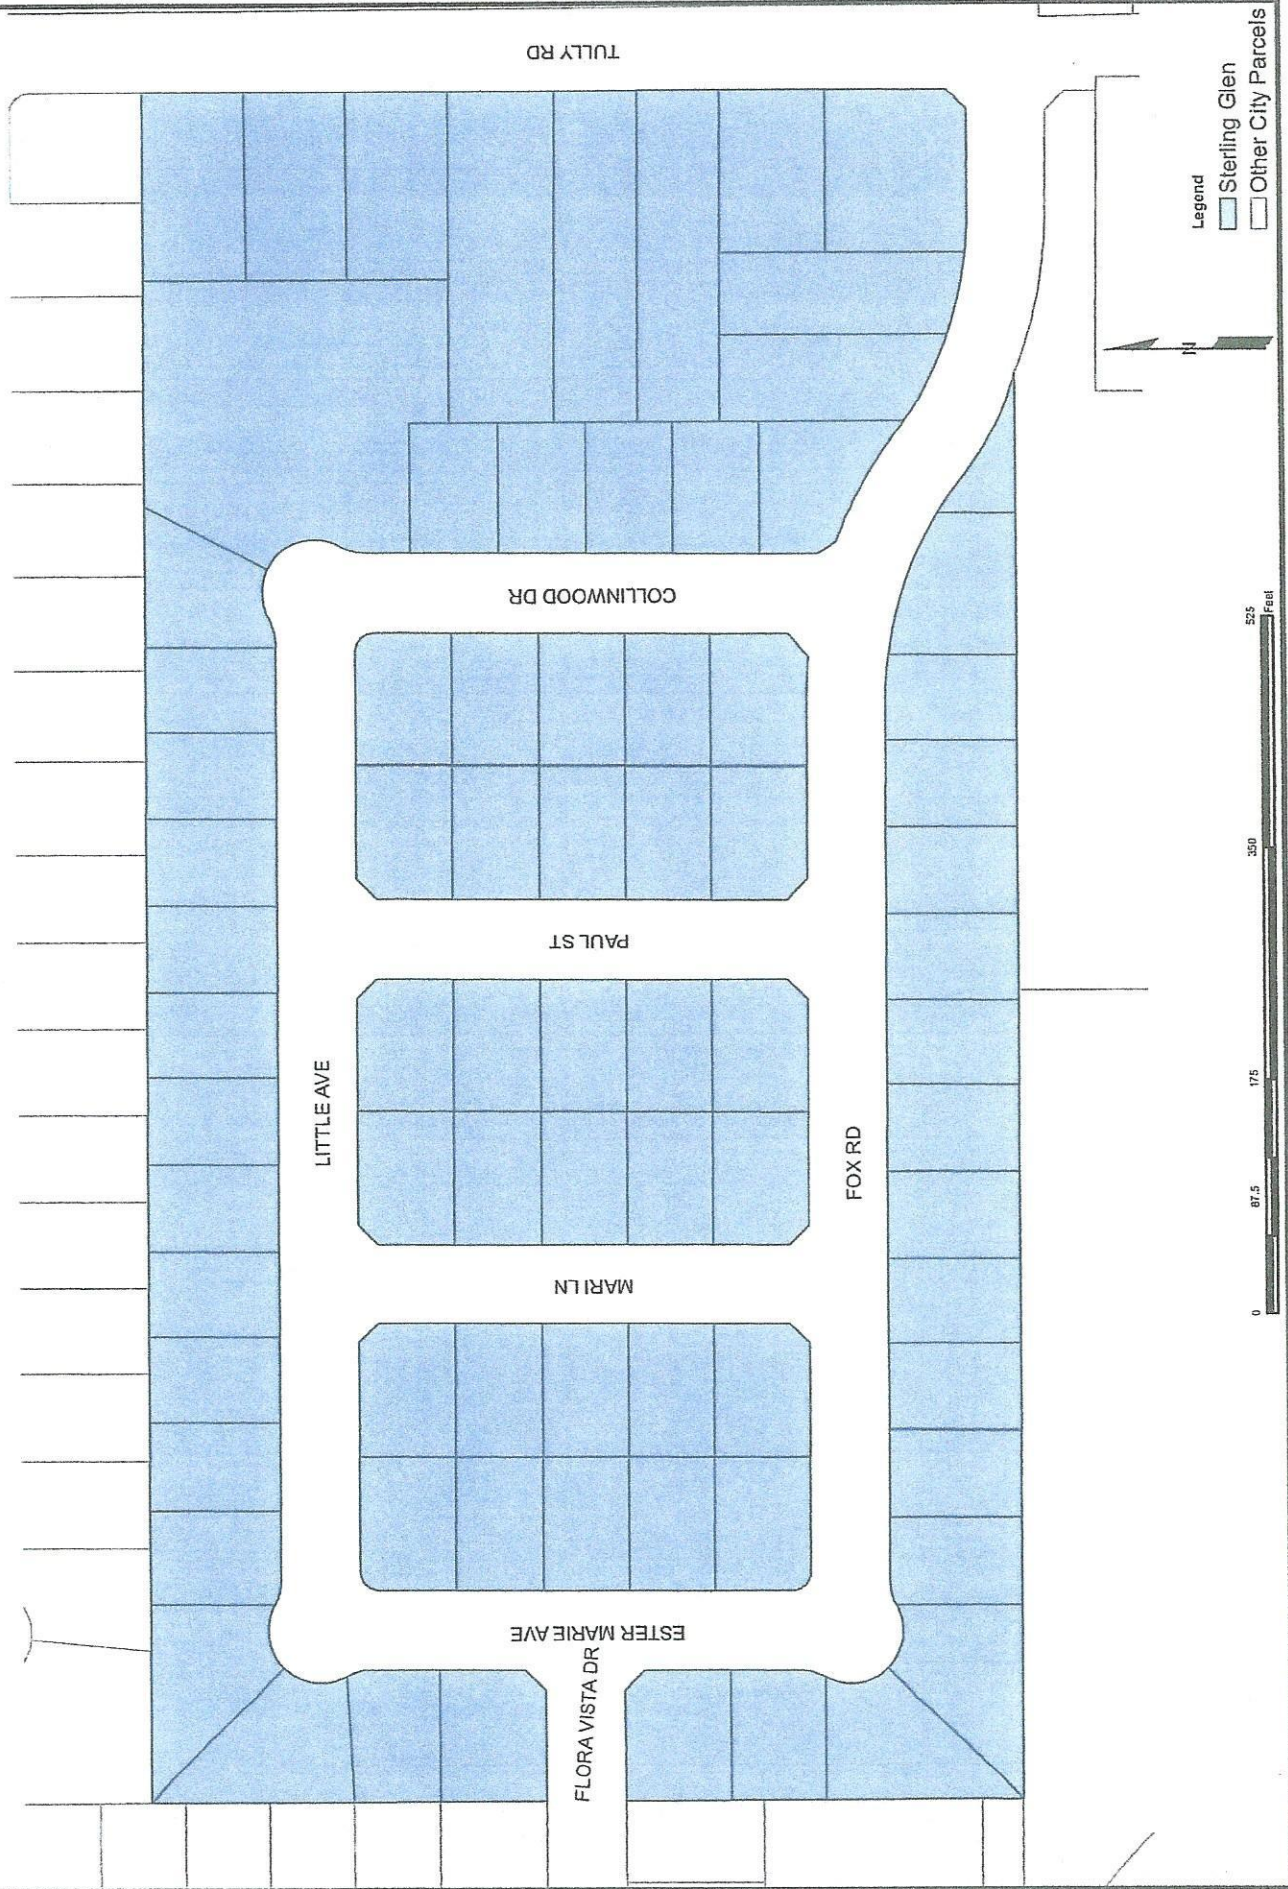 TULLY RD
COLLINWOOD DR
PAUL ST
LITTLE AVE
MARI LN
FOX RD
ESTER MARIE AVE
FLORA VISTA DR
Legend
Sterling Glen
Other City Parcels
N
0 87.5 175 350 525
Feet